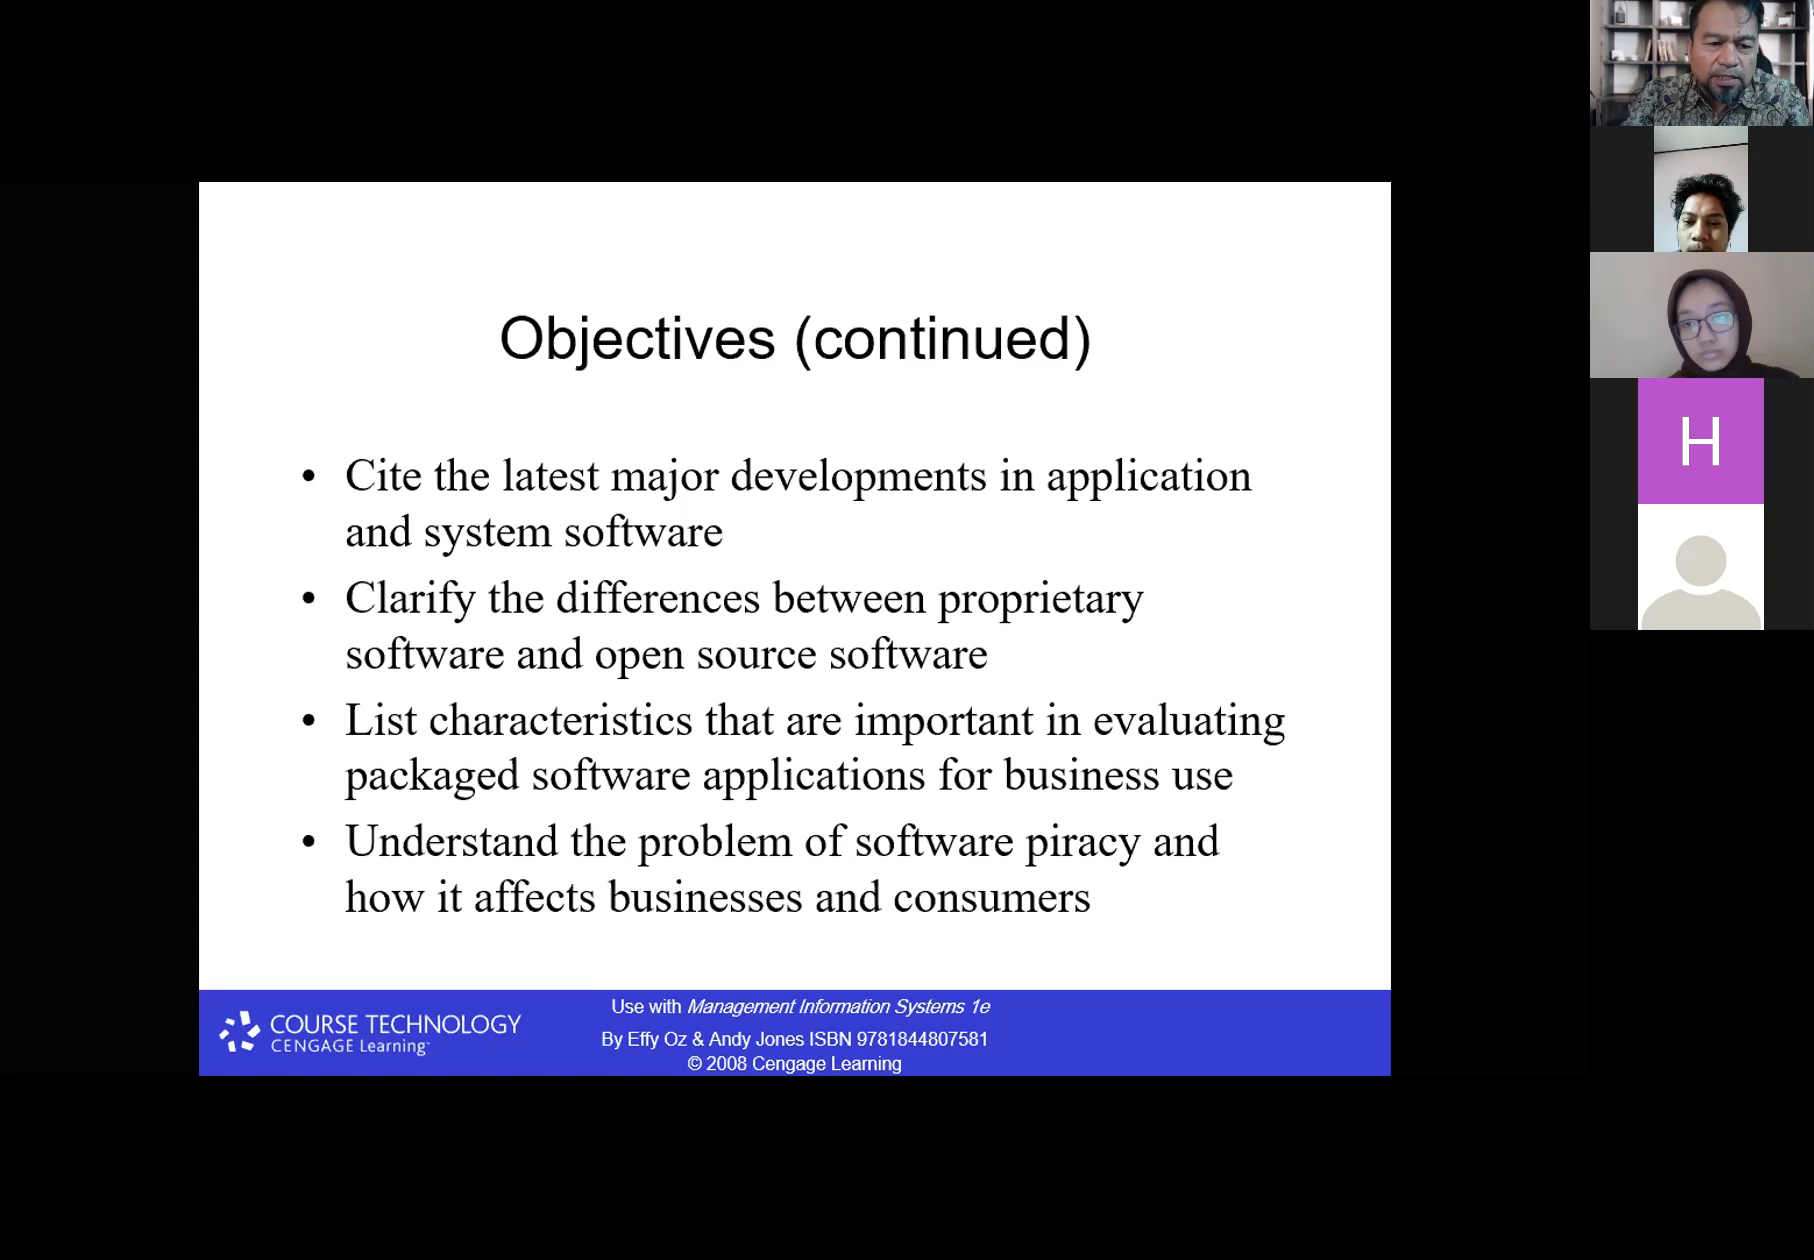 Objectives (continued)
• Cite the latest major developments in application
and system software
• Clarify the differences between proprietary
software and open source software
• List characteristics that are important in evaluating
packaged software applications for business use
• Understand the problem of software piracy and
how it affects businesses and consumers
COURSE TECHNOLOGY
CENGAGE Learning™
Use with Management Information Systems 1e
By Effy Oz & Andy Jones ISBN 9781844807581
© 2008 Cengage Learning
H